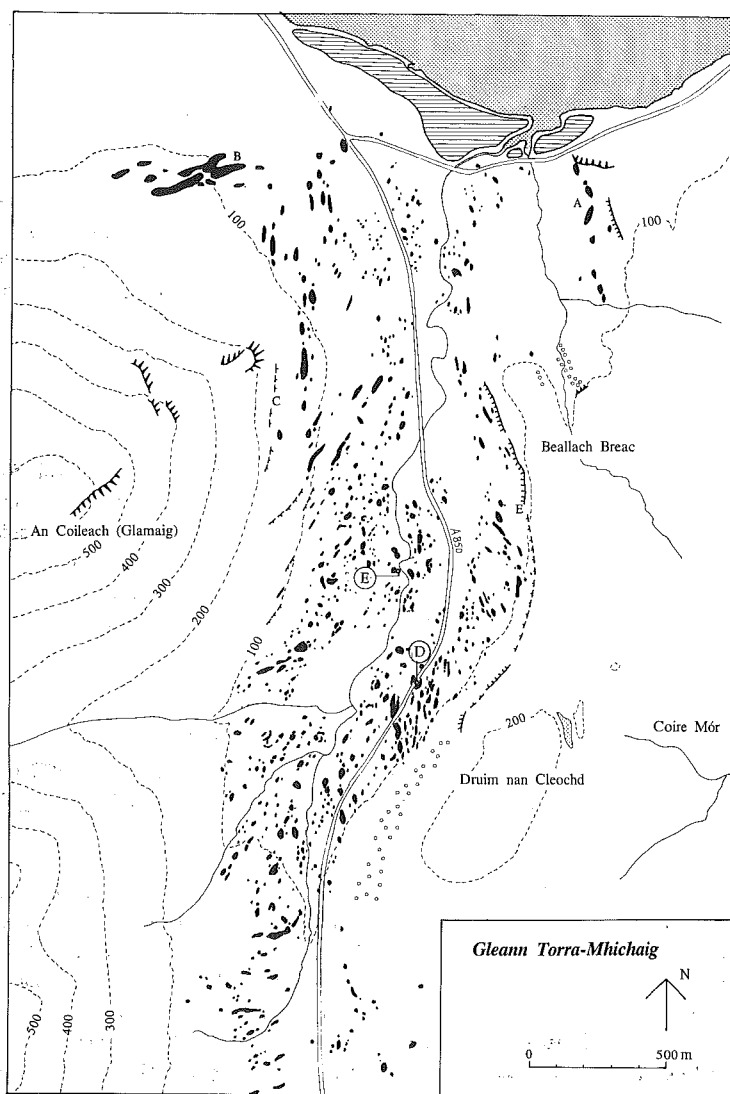 B
A
100
100
C
Beallach Breac
An Coileach (Glamaig)
E
A 850
500
400
E
300
200
D
100
200
Coire Mór
Druim nan Cleochd
Gleann Torra-Mhichaig
N
500
400
300
0 500 m